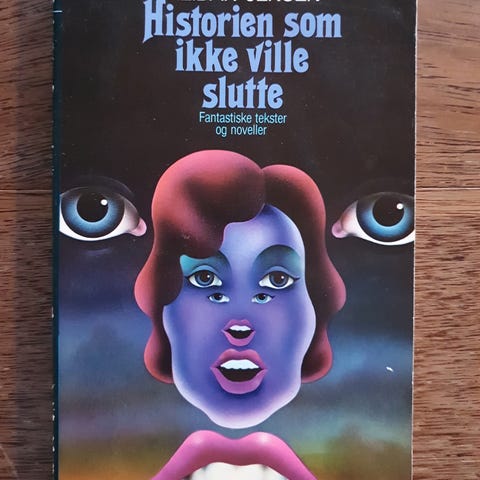 Historien som
ikke ville
slutte
Fantastiske tekster
og noveller